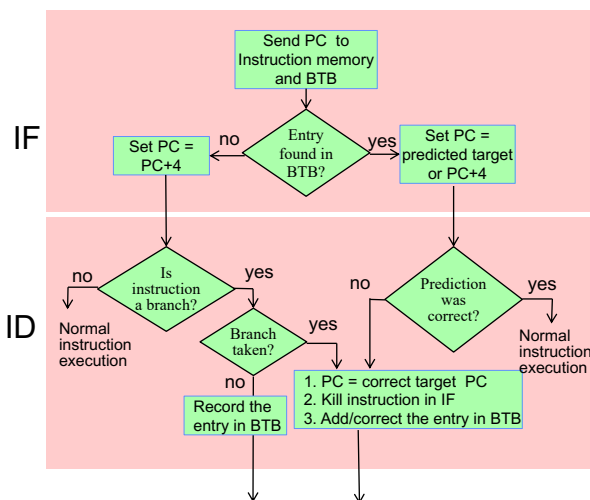 Send PC to
Instruction memory
and BTB
IF
no
Entry
found in
BTB?
yes
Set PC =
PC+4
Set PC =
predicted target
or PC+4
ID
no
Is
instruction
a branch?
yes
Normal
instruction
execution
Branch
taken?
yes
no
Record the
entry in BTB
no
Prediction
was
correct?
yes
Normal
instruction
execution
1. PC = correct target PC
2. Kill instruction in IF
3. Add/correct the entry in BTB